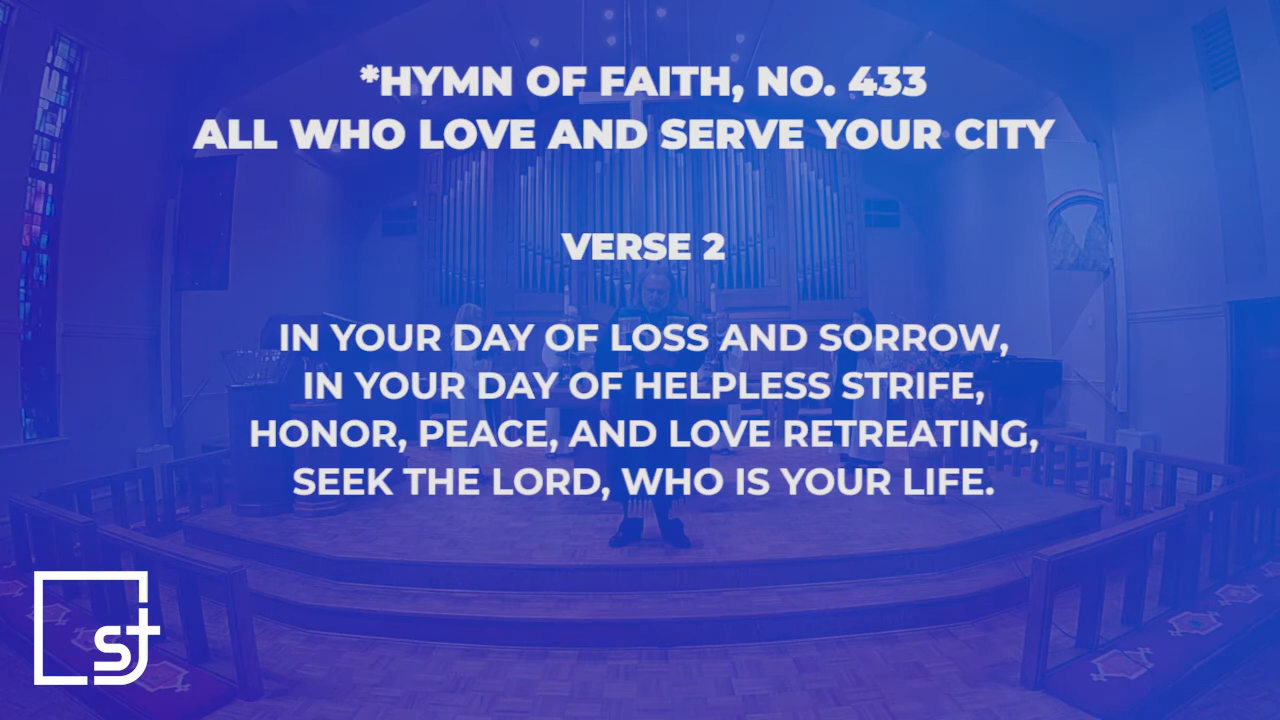 *HYMN OF FAITH, NO. 433
ALL WHO LOVE AND SERVE YOUR CITY
VERSE 2
IN YOUR DAY OF LOSS AND SORROW,
IN YOUR DAY OF HELPLESS STRIFE,
HONOR, PEACE, AND LOVE RETREATING,
SEEK THE LORD, WHO IS YOUR LIFE.
st